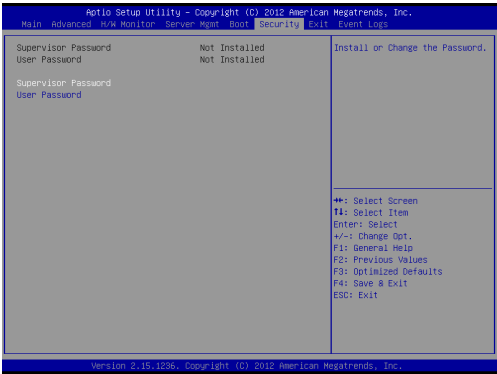 Aptio Setup Utility – Copyright (C) 2012 American Megatrends, Inc.
Main Advanced H/W Monitor Server Mgmt Boot Security Exit Event Logs
Supervisor Password Not Installed
User Password Not Installed
Supervisor Password
User Password
Install or Change the Password.
→←: Select Screen
↑↓: Select Item
Enter: Select
+/-: Change Opt.
F1: General Help
F2: Previous Values
F3: Optimized Defaults
F4: Save & Exit
ESC: Exit
Version 2.15.1236. Copyright (C) 2012 American Megatrends, Inc.